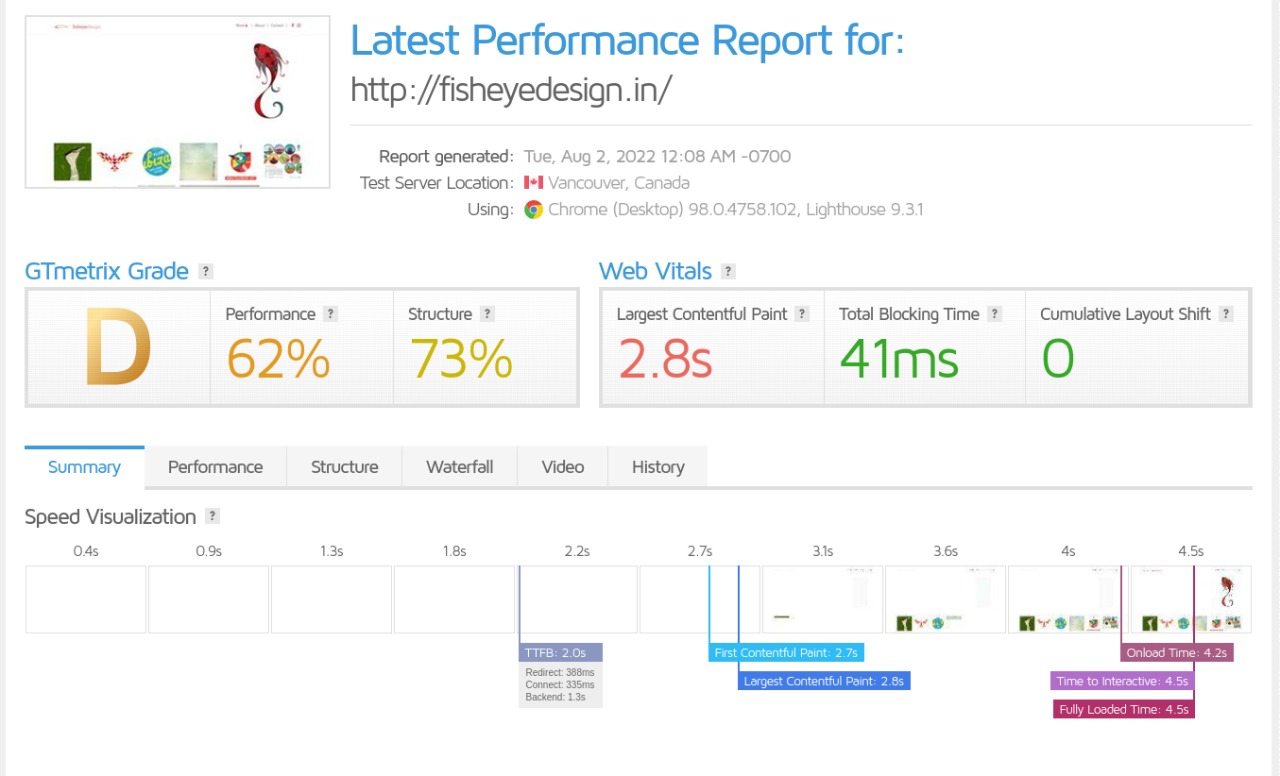 Latest Performance Report for:
http://fisheyedesign.in/
Report generated: Tue, Aug 2, 2022 12:08 AM -0700
Test Server Location: Vancouver, Canada
Using: Chrome (Desktop) 98.0.4758.102, Lighthouse 9.3.1
GTmetrix Grade ?
Web Vitals ?
D
Performance ?
62%
Structure ?
73%
Largest Contentful Paint ?
2.8s
Total Blocking Time ?
41ms
Cumulative Layout Shift ?
0
Summary Performance Structure Waterfall Video History
Speed Visualization ?
0.4s 0.9s 1.3s 1.8s 2.2s 2.7s 3.1s 3.6s 4s 4.5s
TTFB: 2.0s
Redirect: 388ms
Connect: 335ms
Backend: 1.3s
First Contentful Paint: 2.7s
Largest Contentful Paint: 2.8s
Onload Time: 4.2s
Time to Interactive: 4.5s
Fully Loaded Time: 4.5s
ibiza